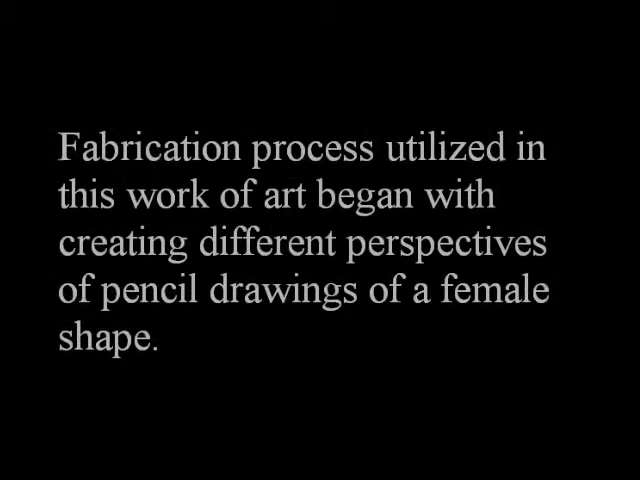 Fabrication process utilized in
this work of art began with
creating different perspectives
of pencil drawings of a female
shape.